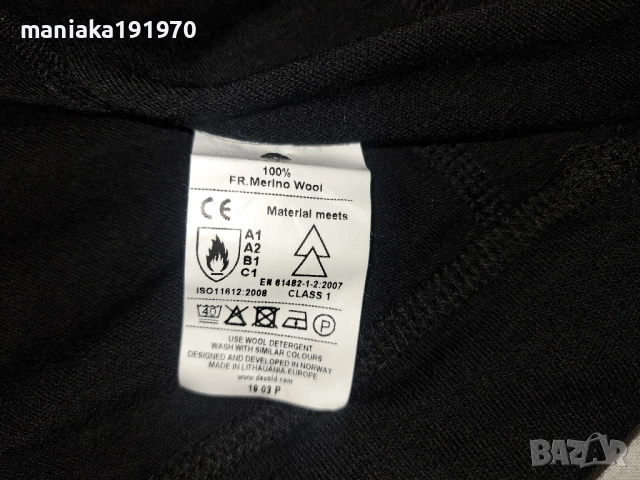 maniaka191970
100%
FR.Merino Wool
CE Material meets
A1
A2
B1
C1
EN 61482-1-2:2007
ISO11612:2008 CLASS 1
40 P
USE WOOL DETERGENT
WASH WITH SIMILAR COLOURS
DESIGNED AND DEVELOPED IN NORWAY
MADE IN LITHAUANIA-EUROPE
www.devold.com
19 03 P
BAZAR